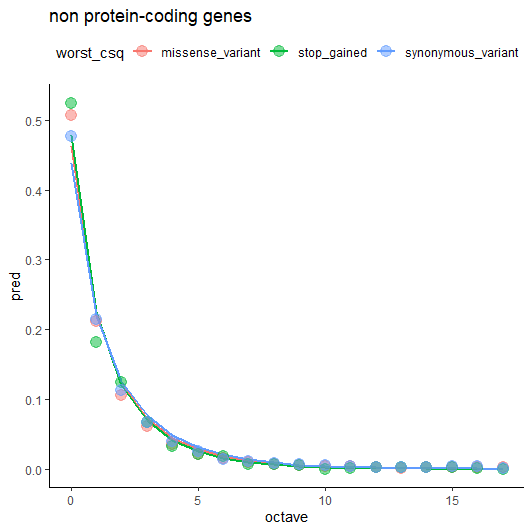 non protein-coding genes
worst_csq missense_variant stop_gained synonymous_variant
0.5
0.4
0.3
0.2
0.1
0.0
pred
0 5 10 15
octave